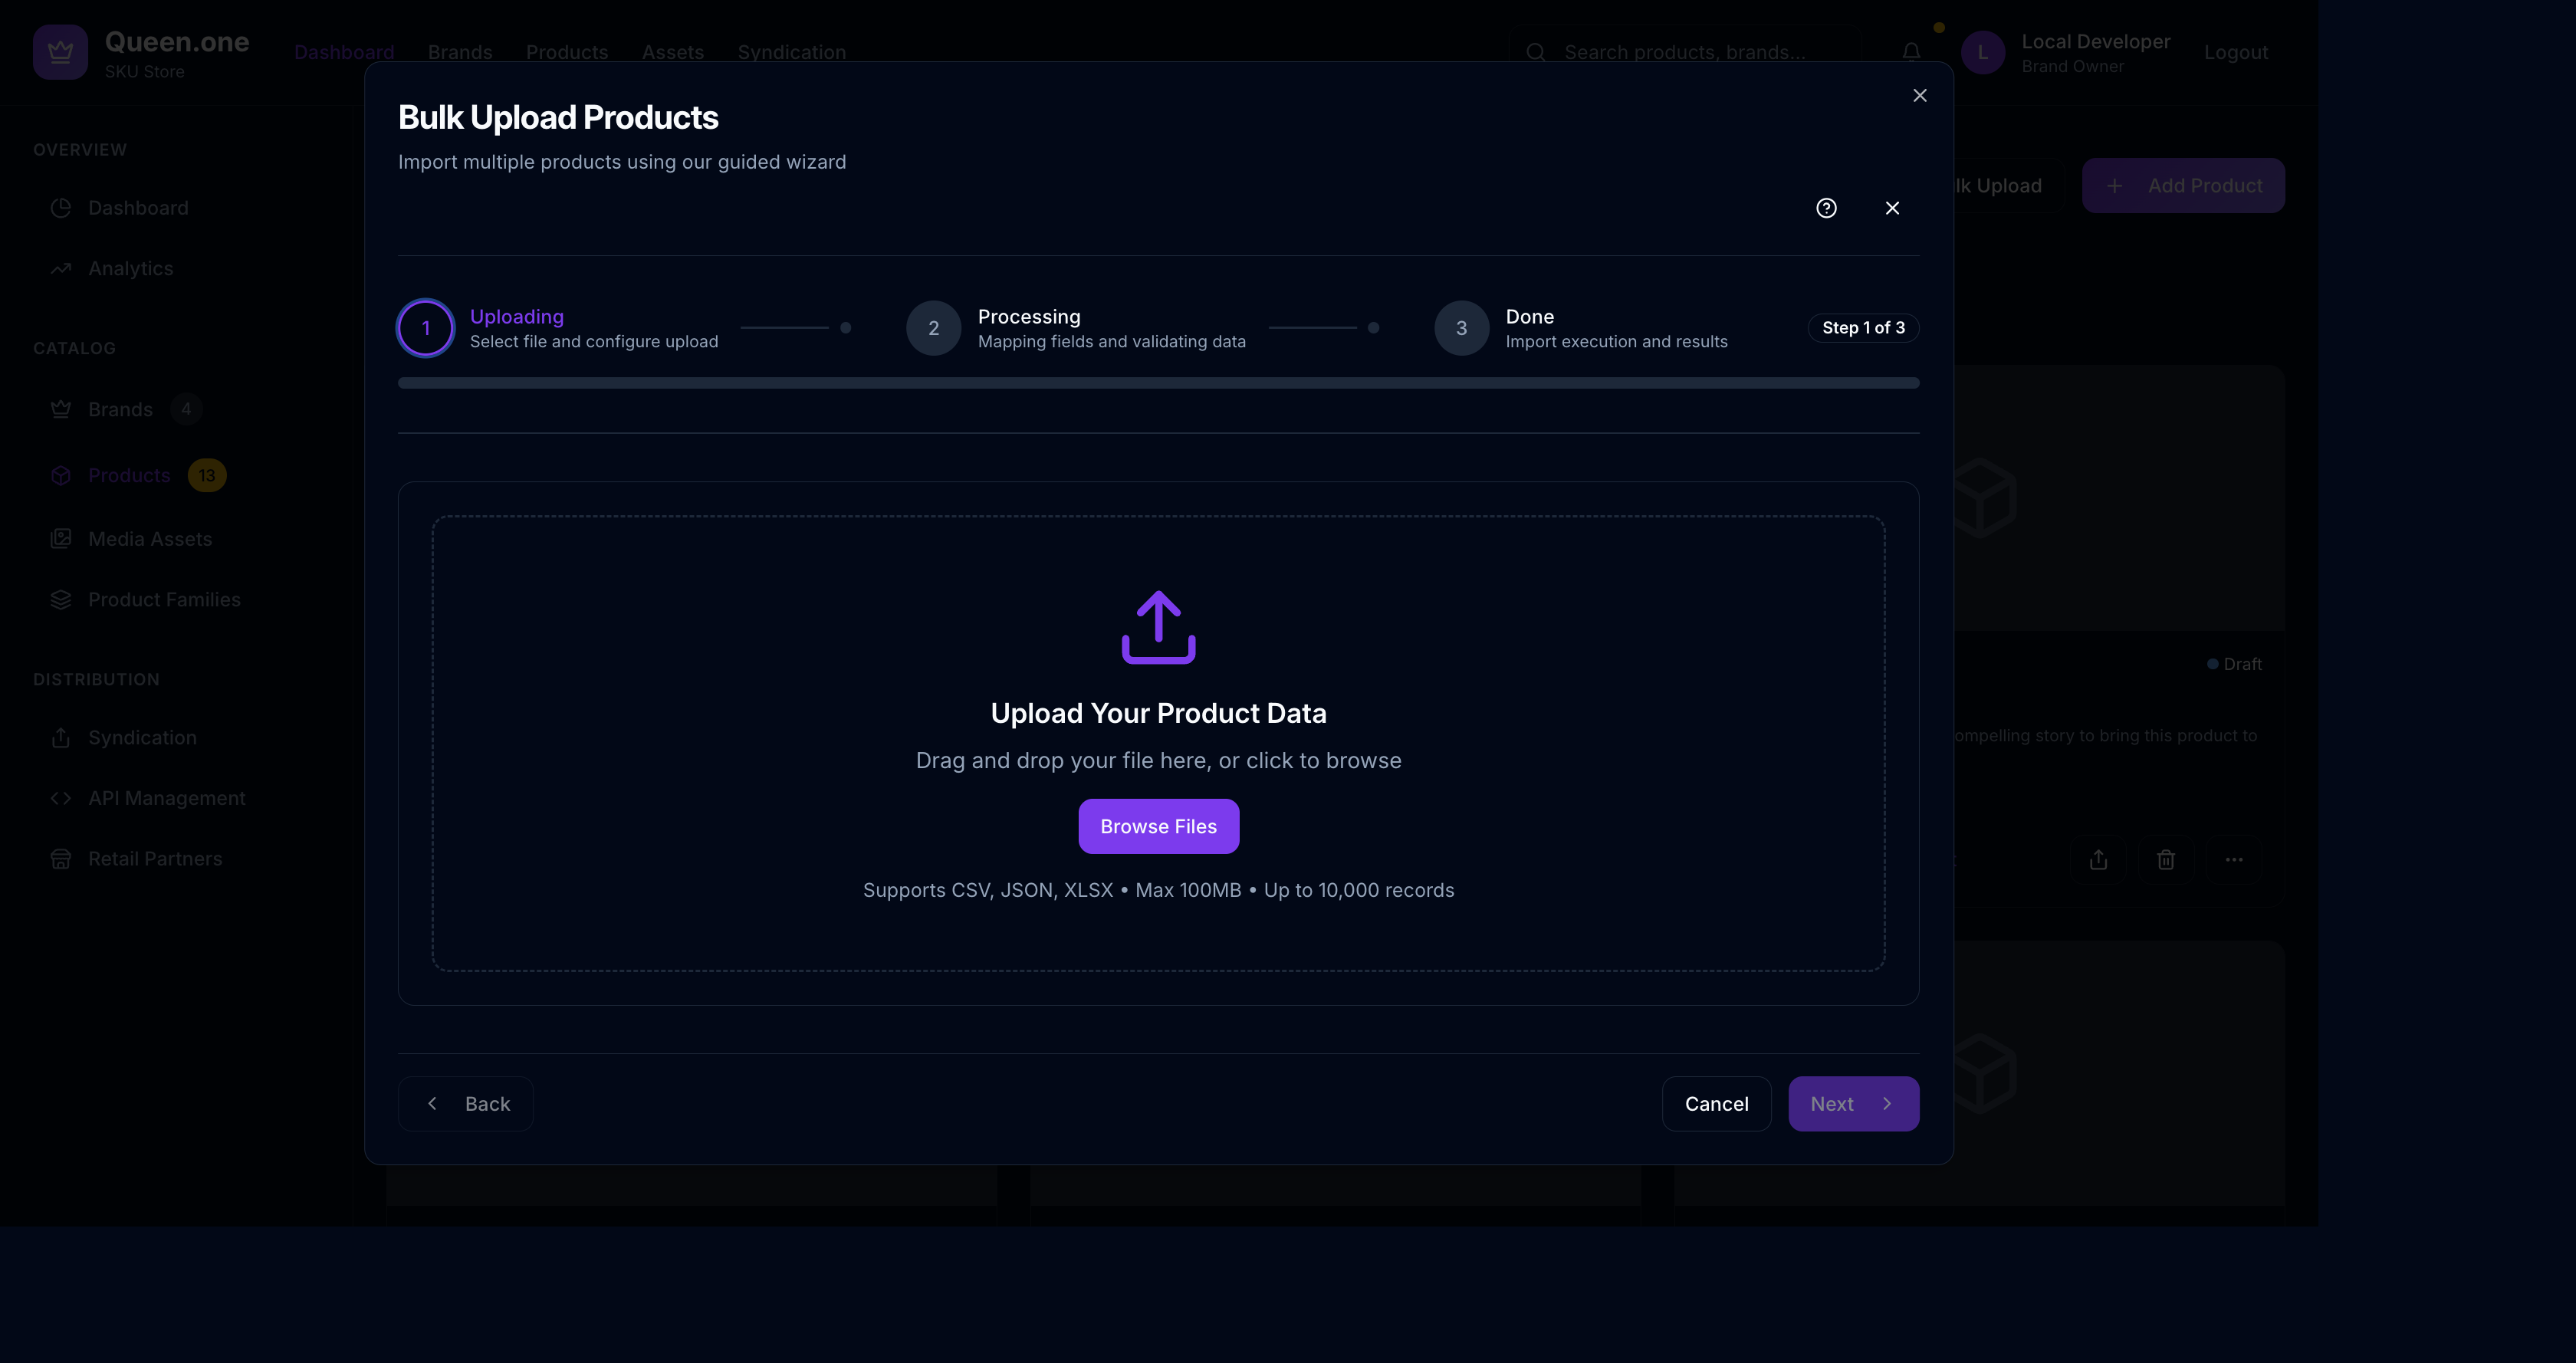 Queen.one
SKU Store
Dashboard
Brands
Products
Assets
Syndication
Search products, brands...
L
Local Developer
Brand Owner
Logout
OVERVIEW
Dashboard
Analytics
CATALOG
Brands 4
Products 13
Media Assets
Product Families
DISTRIBUTION
Syndication
API Management
Retail Partners
lk Upload
Add Product
Draft
ompelling story to bring this product to
Bulk Upload Products
Import multiple products using our guided wizard
1
Uploading
Select file and configure upload
2
Processing
Mapping fields and validating data
3
Done
Import execution and results
Step 1 of 3
Upload Your Product Data
Drag and drop your file here, or click to browse
Browse Files
Supports CSV, JSON, XLSX • Max 100MB • Up to 10,000 records
Back
Cancel
Next